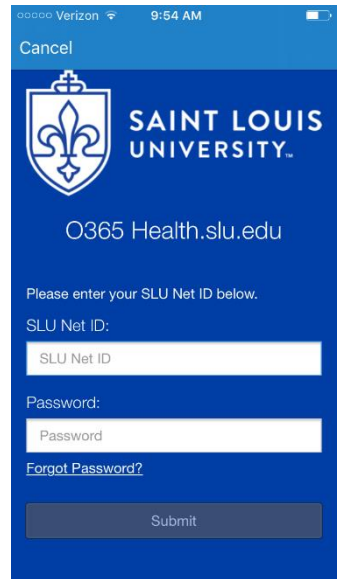 ooooo Verizon 9:54 AM
Cancel
SAINT LOUIS
UNIVERSITY™
O365 Health.slu.edu
Please enter your SLU Net ID below.
SLU Net ID:
SLU Net ID
Password:
Password
Forgot Password?
Submit